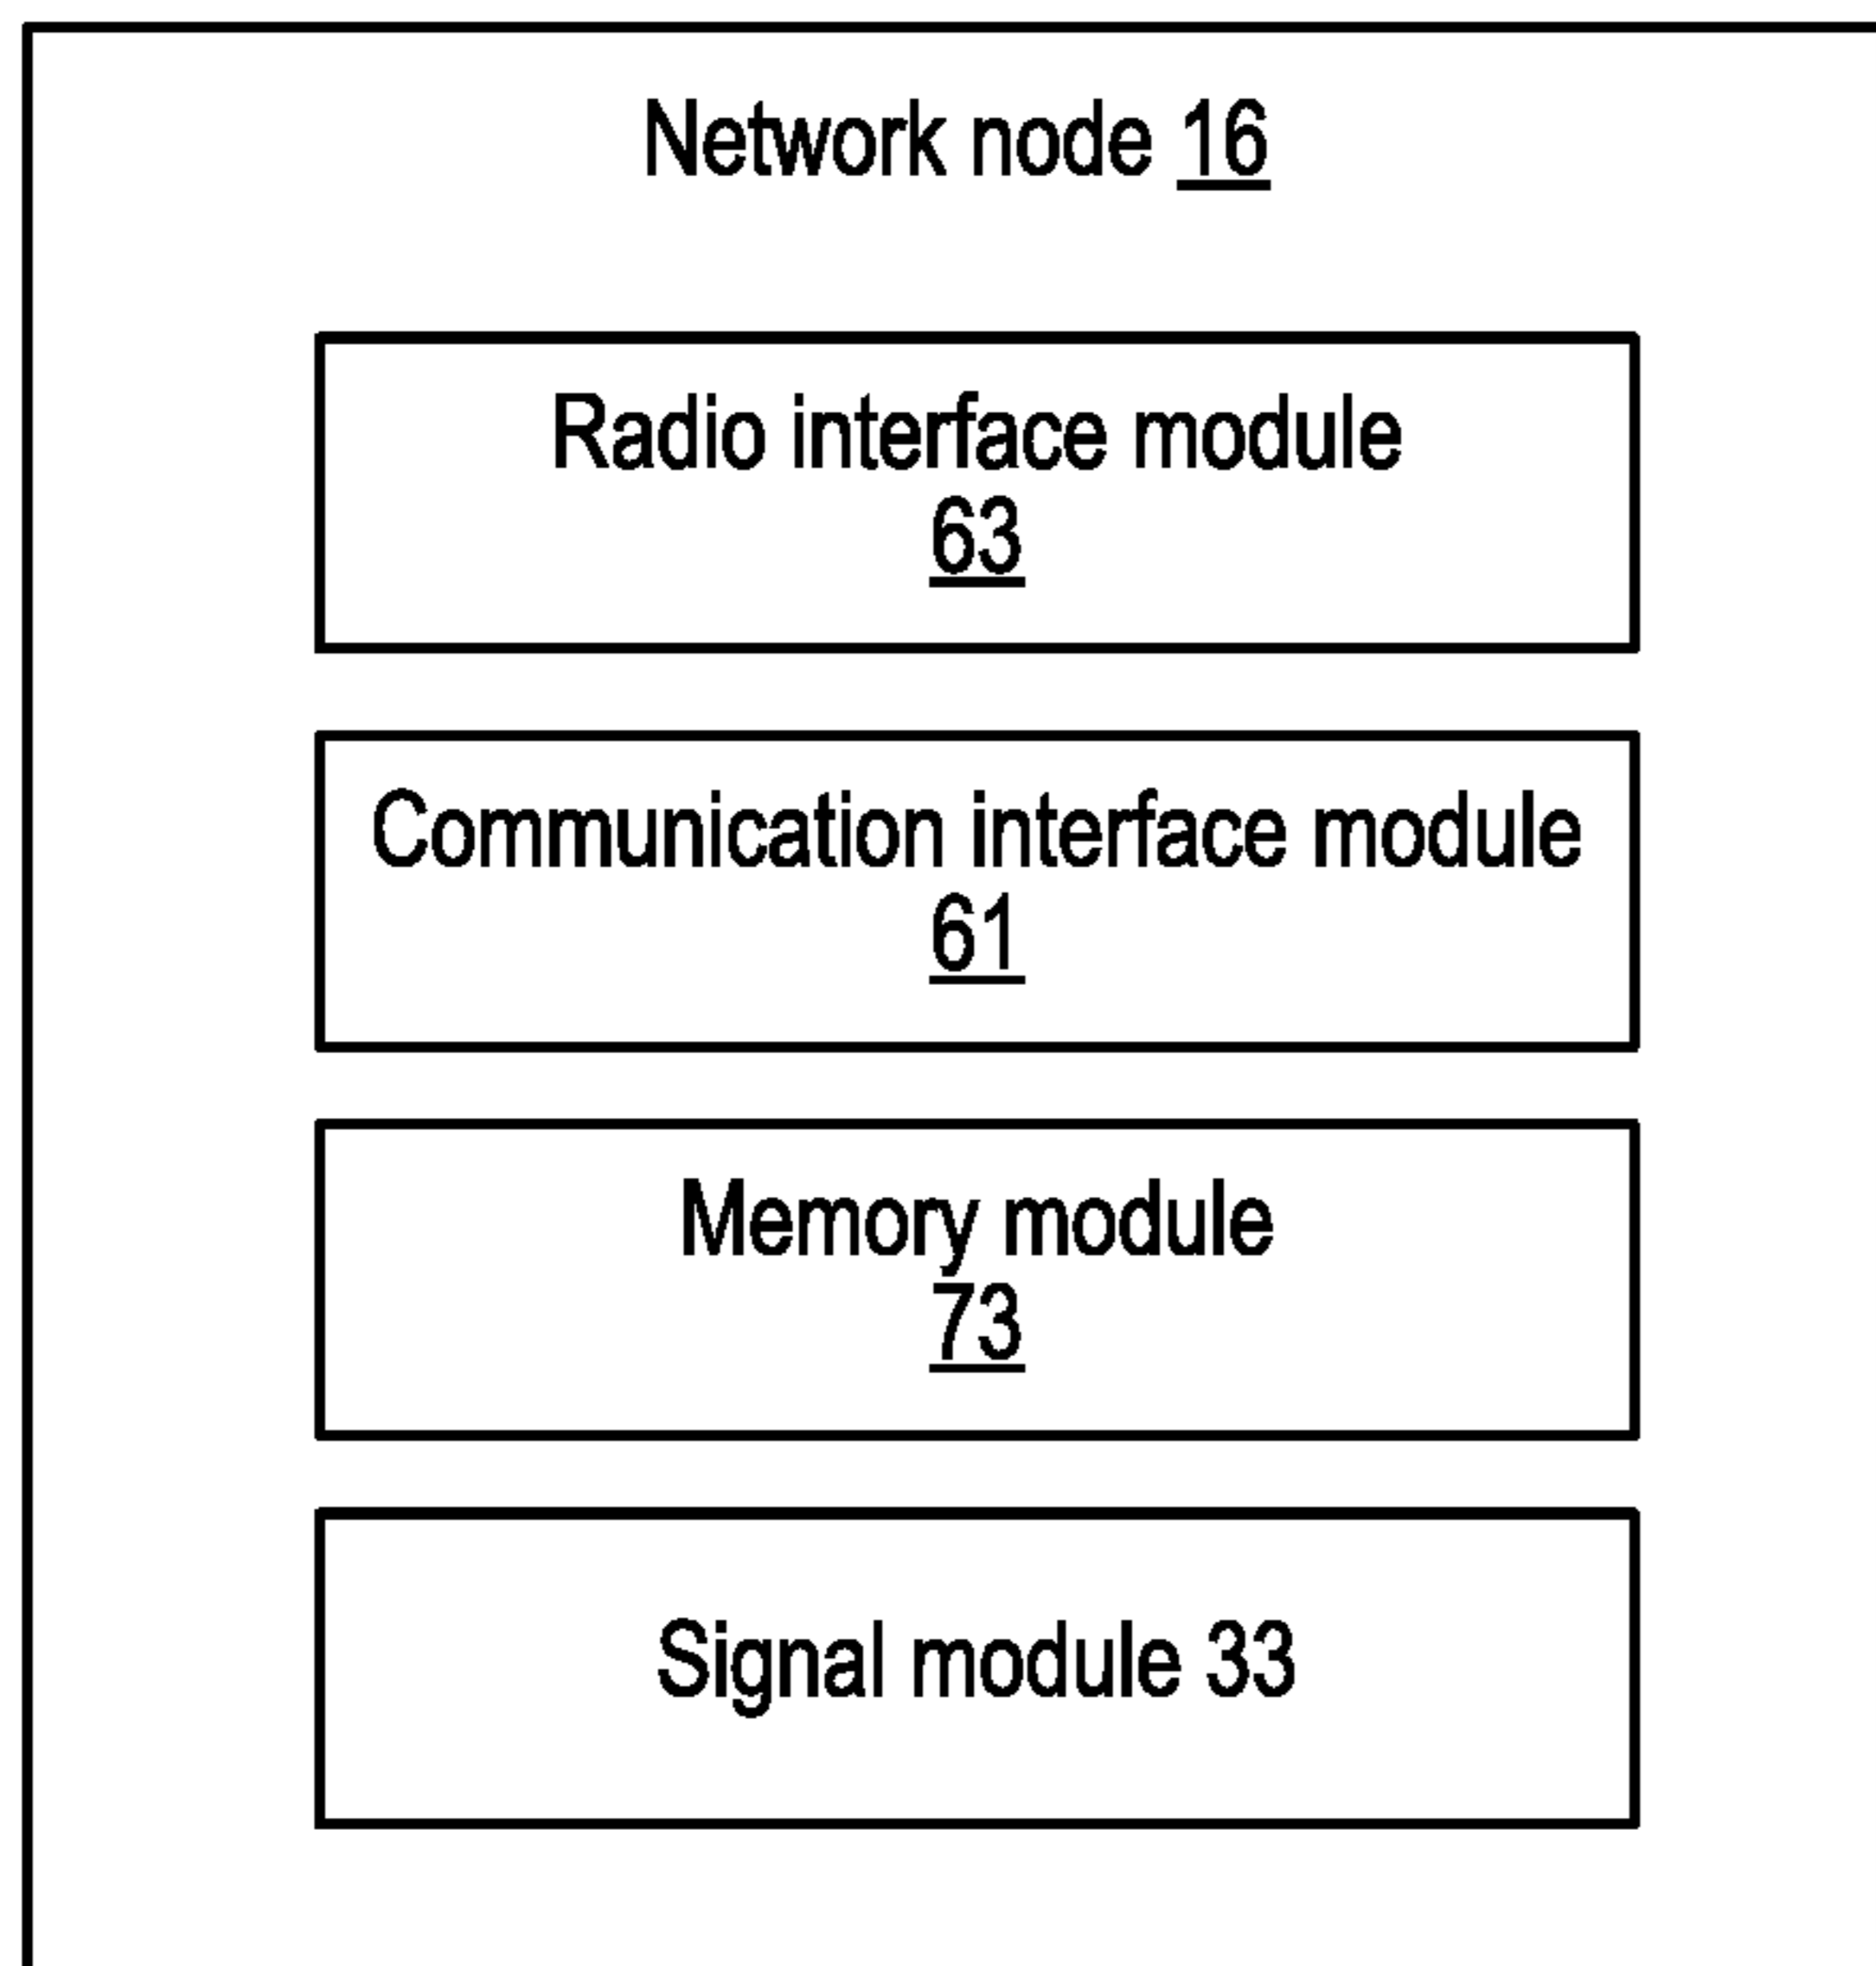 Network node 16
Radio interface module
63
Communication interface module
61
Memory module
73
Signal module 33